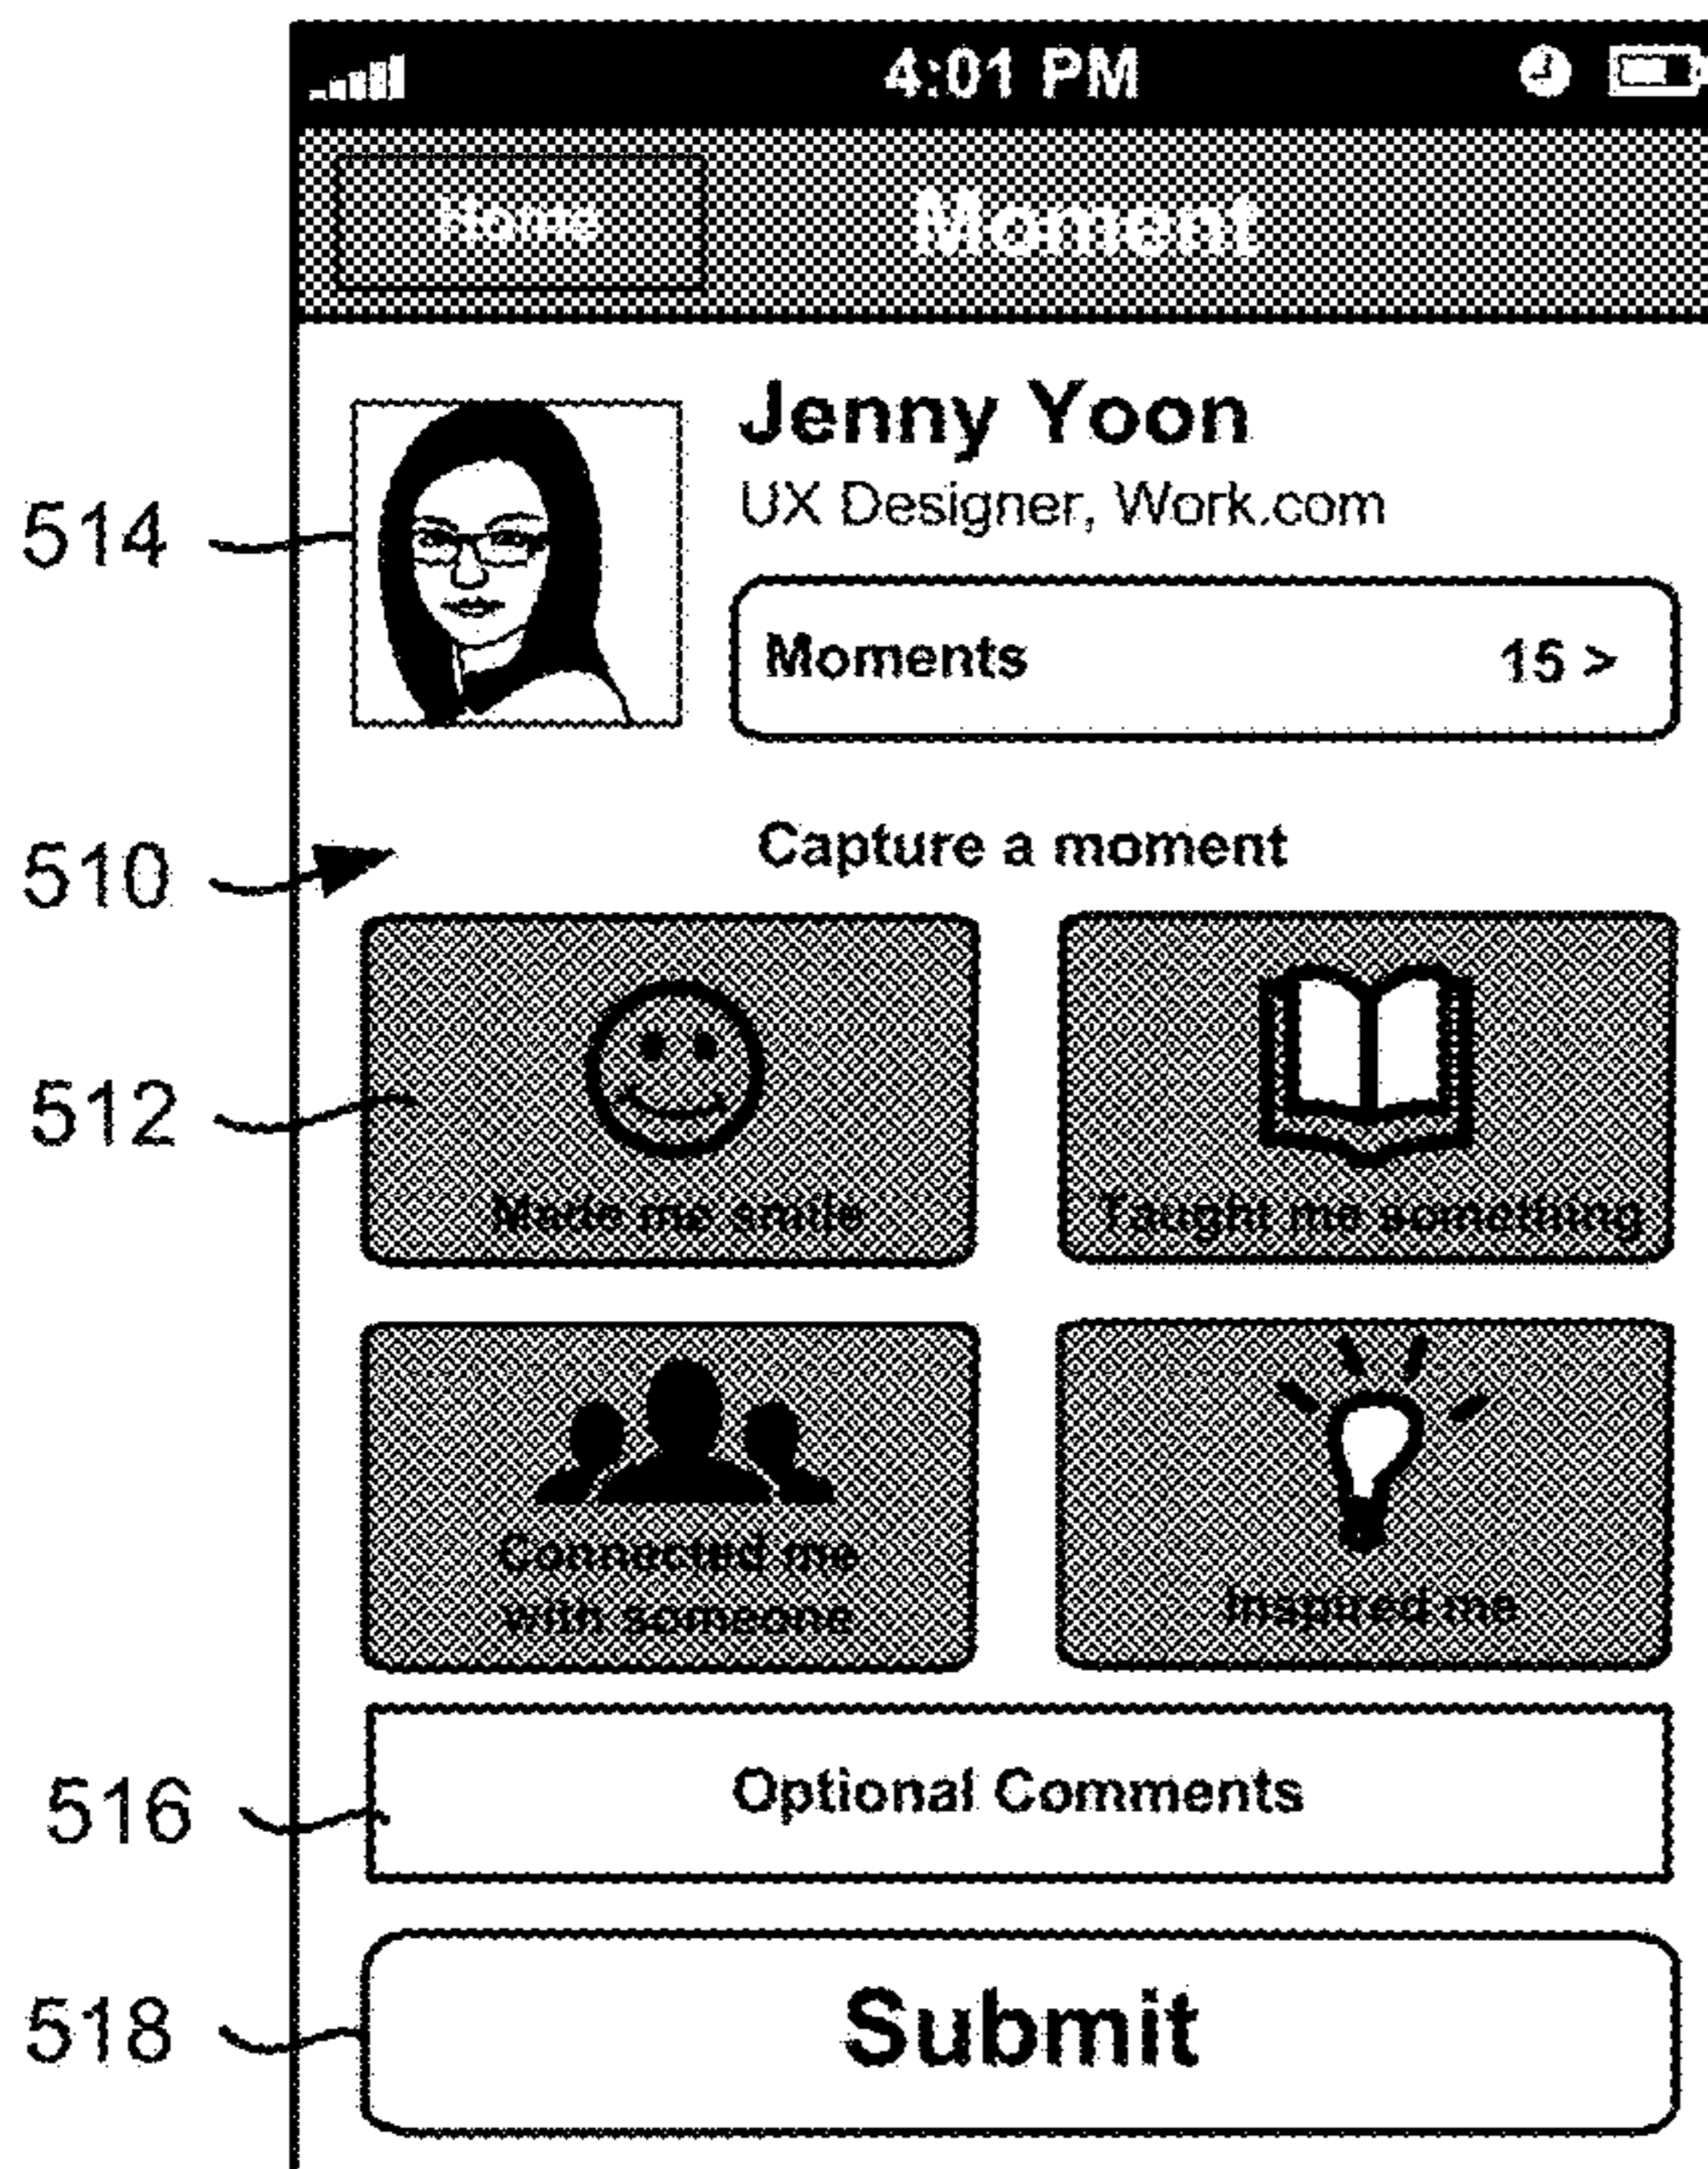 4:01 PM
Home Moment
Jenny Yoon
UX Designer, Work.com
514
Moments 15 >
Capture a moment
510
512
Made me smile Taught me something
Connected me
with someone
Inspired me
Optional Comments
516
Submit
518